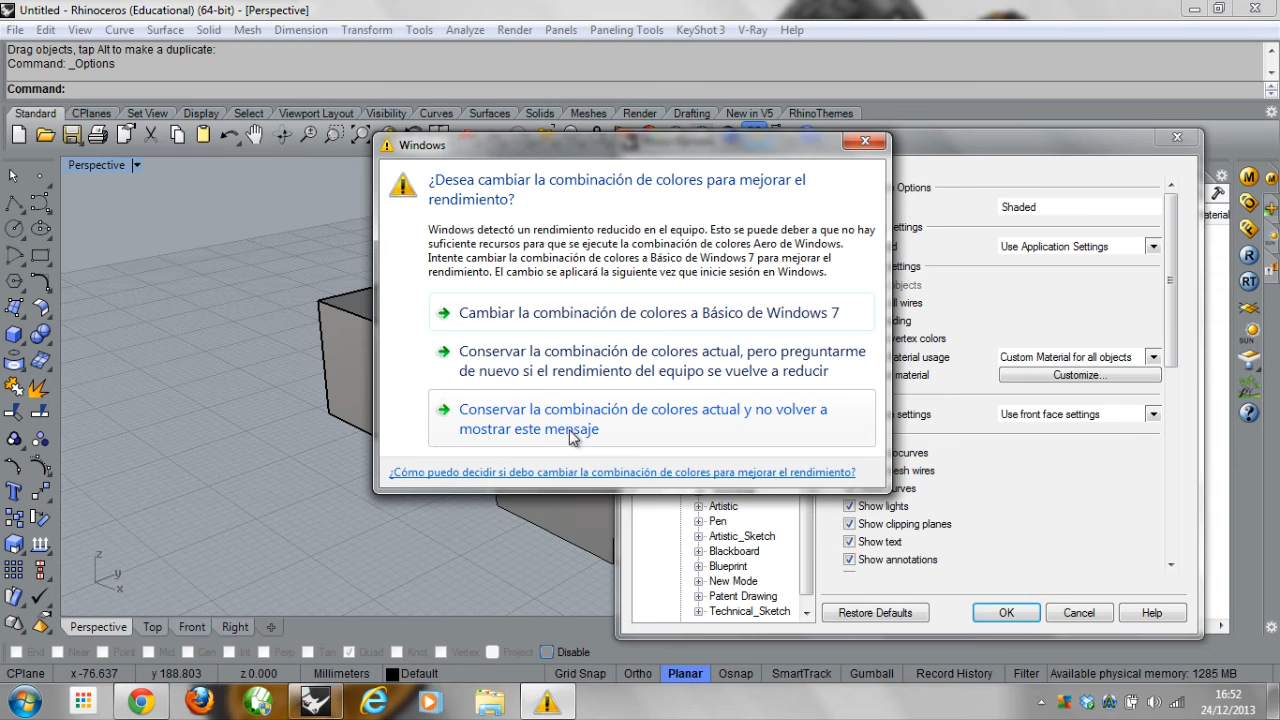 Untitled - Rhinoceros (Educational) (64-bit) - [Perspective]
File Edit View Curve Surface Solid Mesh Dimension Transform Tools Analyze Render Panels Paneling Tools KeyShot 3 V-Ray Help
Drag objects, tap Alt to make a duplicate:
Command: _Options
Command:
Standard CPlanes Set View Display Select Viewport Layout Visibility Curves Surfaces Solids Meshes Render Drafting New in V5 RhinoThemes
Perspective
Windows
¿Desea cambiar la combinación de colores para mejorar el
rendimiento?
Windows detectó un rendimiento reducido en el equipo. Esto se puede deber a que no hay
suficiente recursos para que se ejecute la combinación de colores Aero de Windows.
Intente cambiar la combinación de colores a Básico de Windows 7 para mejorar el
rendimiento. El cambio se aplicará la siguiente vez que inicie sesión en Windows.
Cambiar la combinación de colores a Básico de Windows 7
Conservar la combinación de colores actual, pero preguntarme
de nuevo si el rendimiento del equipo se vuelve a reducir
Conservar la combinación de colores actual y no volver a
mostrar este mensaje
¿Cómo puedo decidir si debo cambiar la combinación de colores para mejorar el rendimiento?
Options
Shaded
Use Application Settings
vertex colors
Custom Material for all objects
material
Customize...
settings Use front face settings
Show lights
Show clipping planes
Show text
Show annotations
Artistic
Pen
Artistic_Sketch
Blackboard
Blueprint
New Mode
Patent Drawing
Technical_Sketch
Restore Defaults OK Cancel Help
M
M
R
RT
SUN
z
y
x
Perspective Top Front Right
End Near Point Mid Cen Int Perp Tan Quad Knot Vertex Project Disable
CPlane x -76.637 y 188.803 z 0.000 Millimeters Default Grid Snap Ortho Planar Osnap SmartTrack Gumball Record History Filter Available physical memory: 1285 MB
16:52
24/12/2013